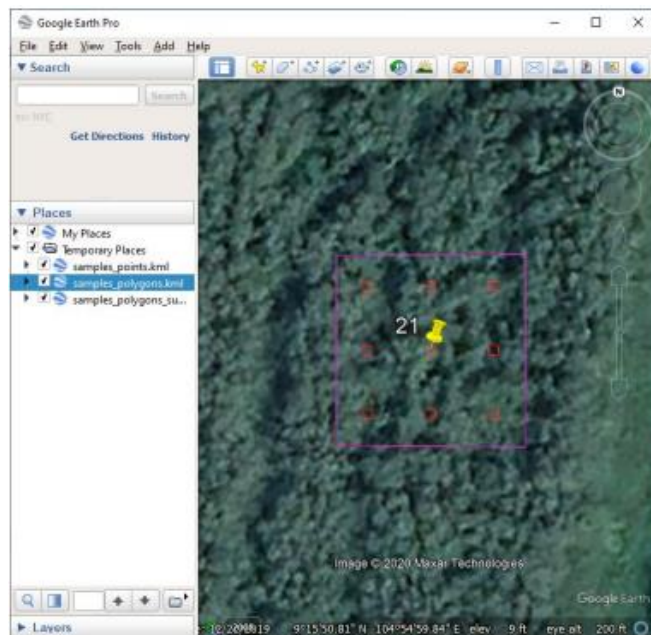 Google Earth Pro
File Edit View Tools Add Help
Search
Search
Get Directions History
Places
My Places
Temporary Places
samples_points.kml
samples_polygons.kml
samples_polygons_su...
Layers
N
21
Image © 2020 Maxar Technologies
Google Earth
9°15'50.81" N 104°54'59.84" E elev 9 ft eye alt 200 ft